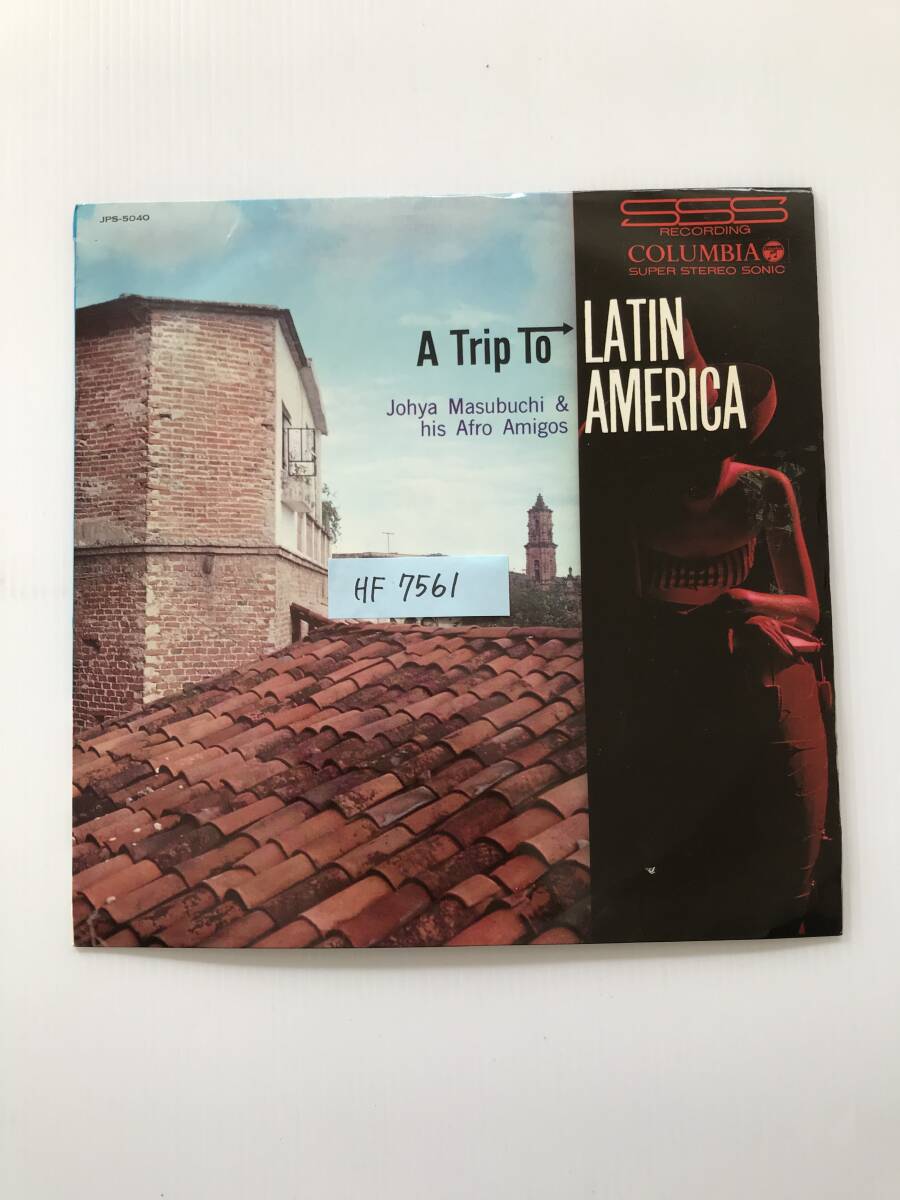 JPS-5040
SSS
RECORDING
COLUMBIA
SUPER STEREO SONIC
A Trip To
LATIN
AMERICA
Johya Masubuchi &
his Afro Amigos
HF 7561